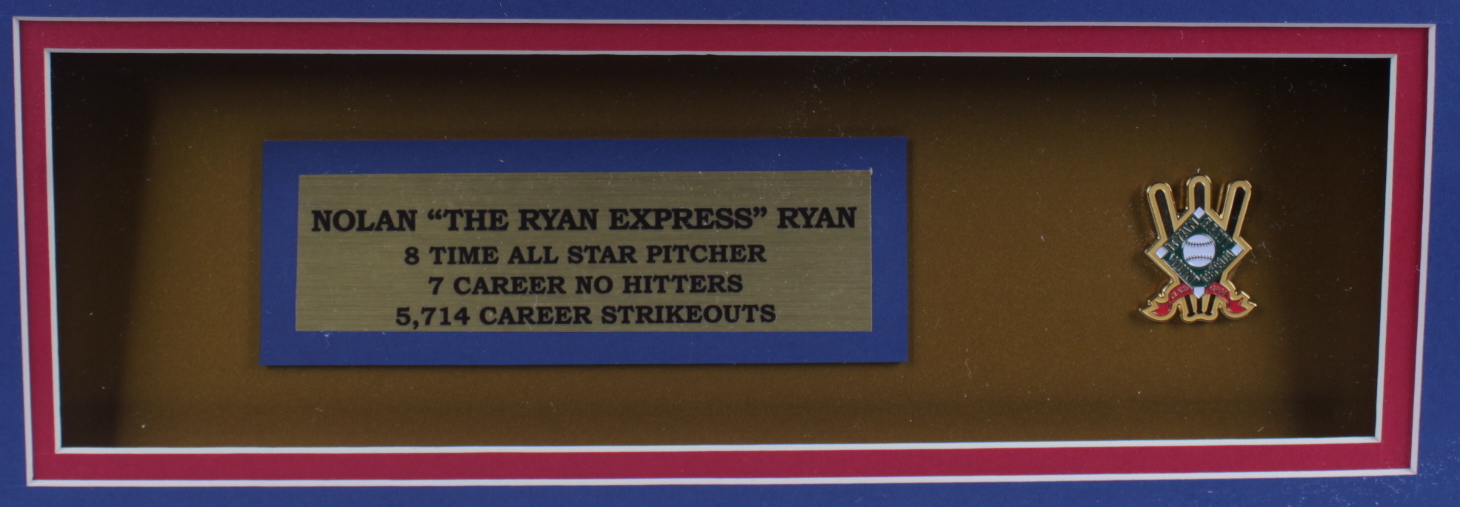 NOLAN “THE RYAN EXPRESS” RYAN
8 TIME ALL STAR PITCHER
7 CAREER NO HITTERS
5,714 CAREER STRIKEOUTS